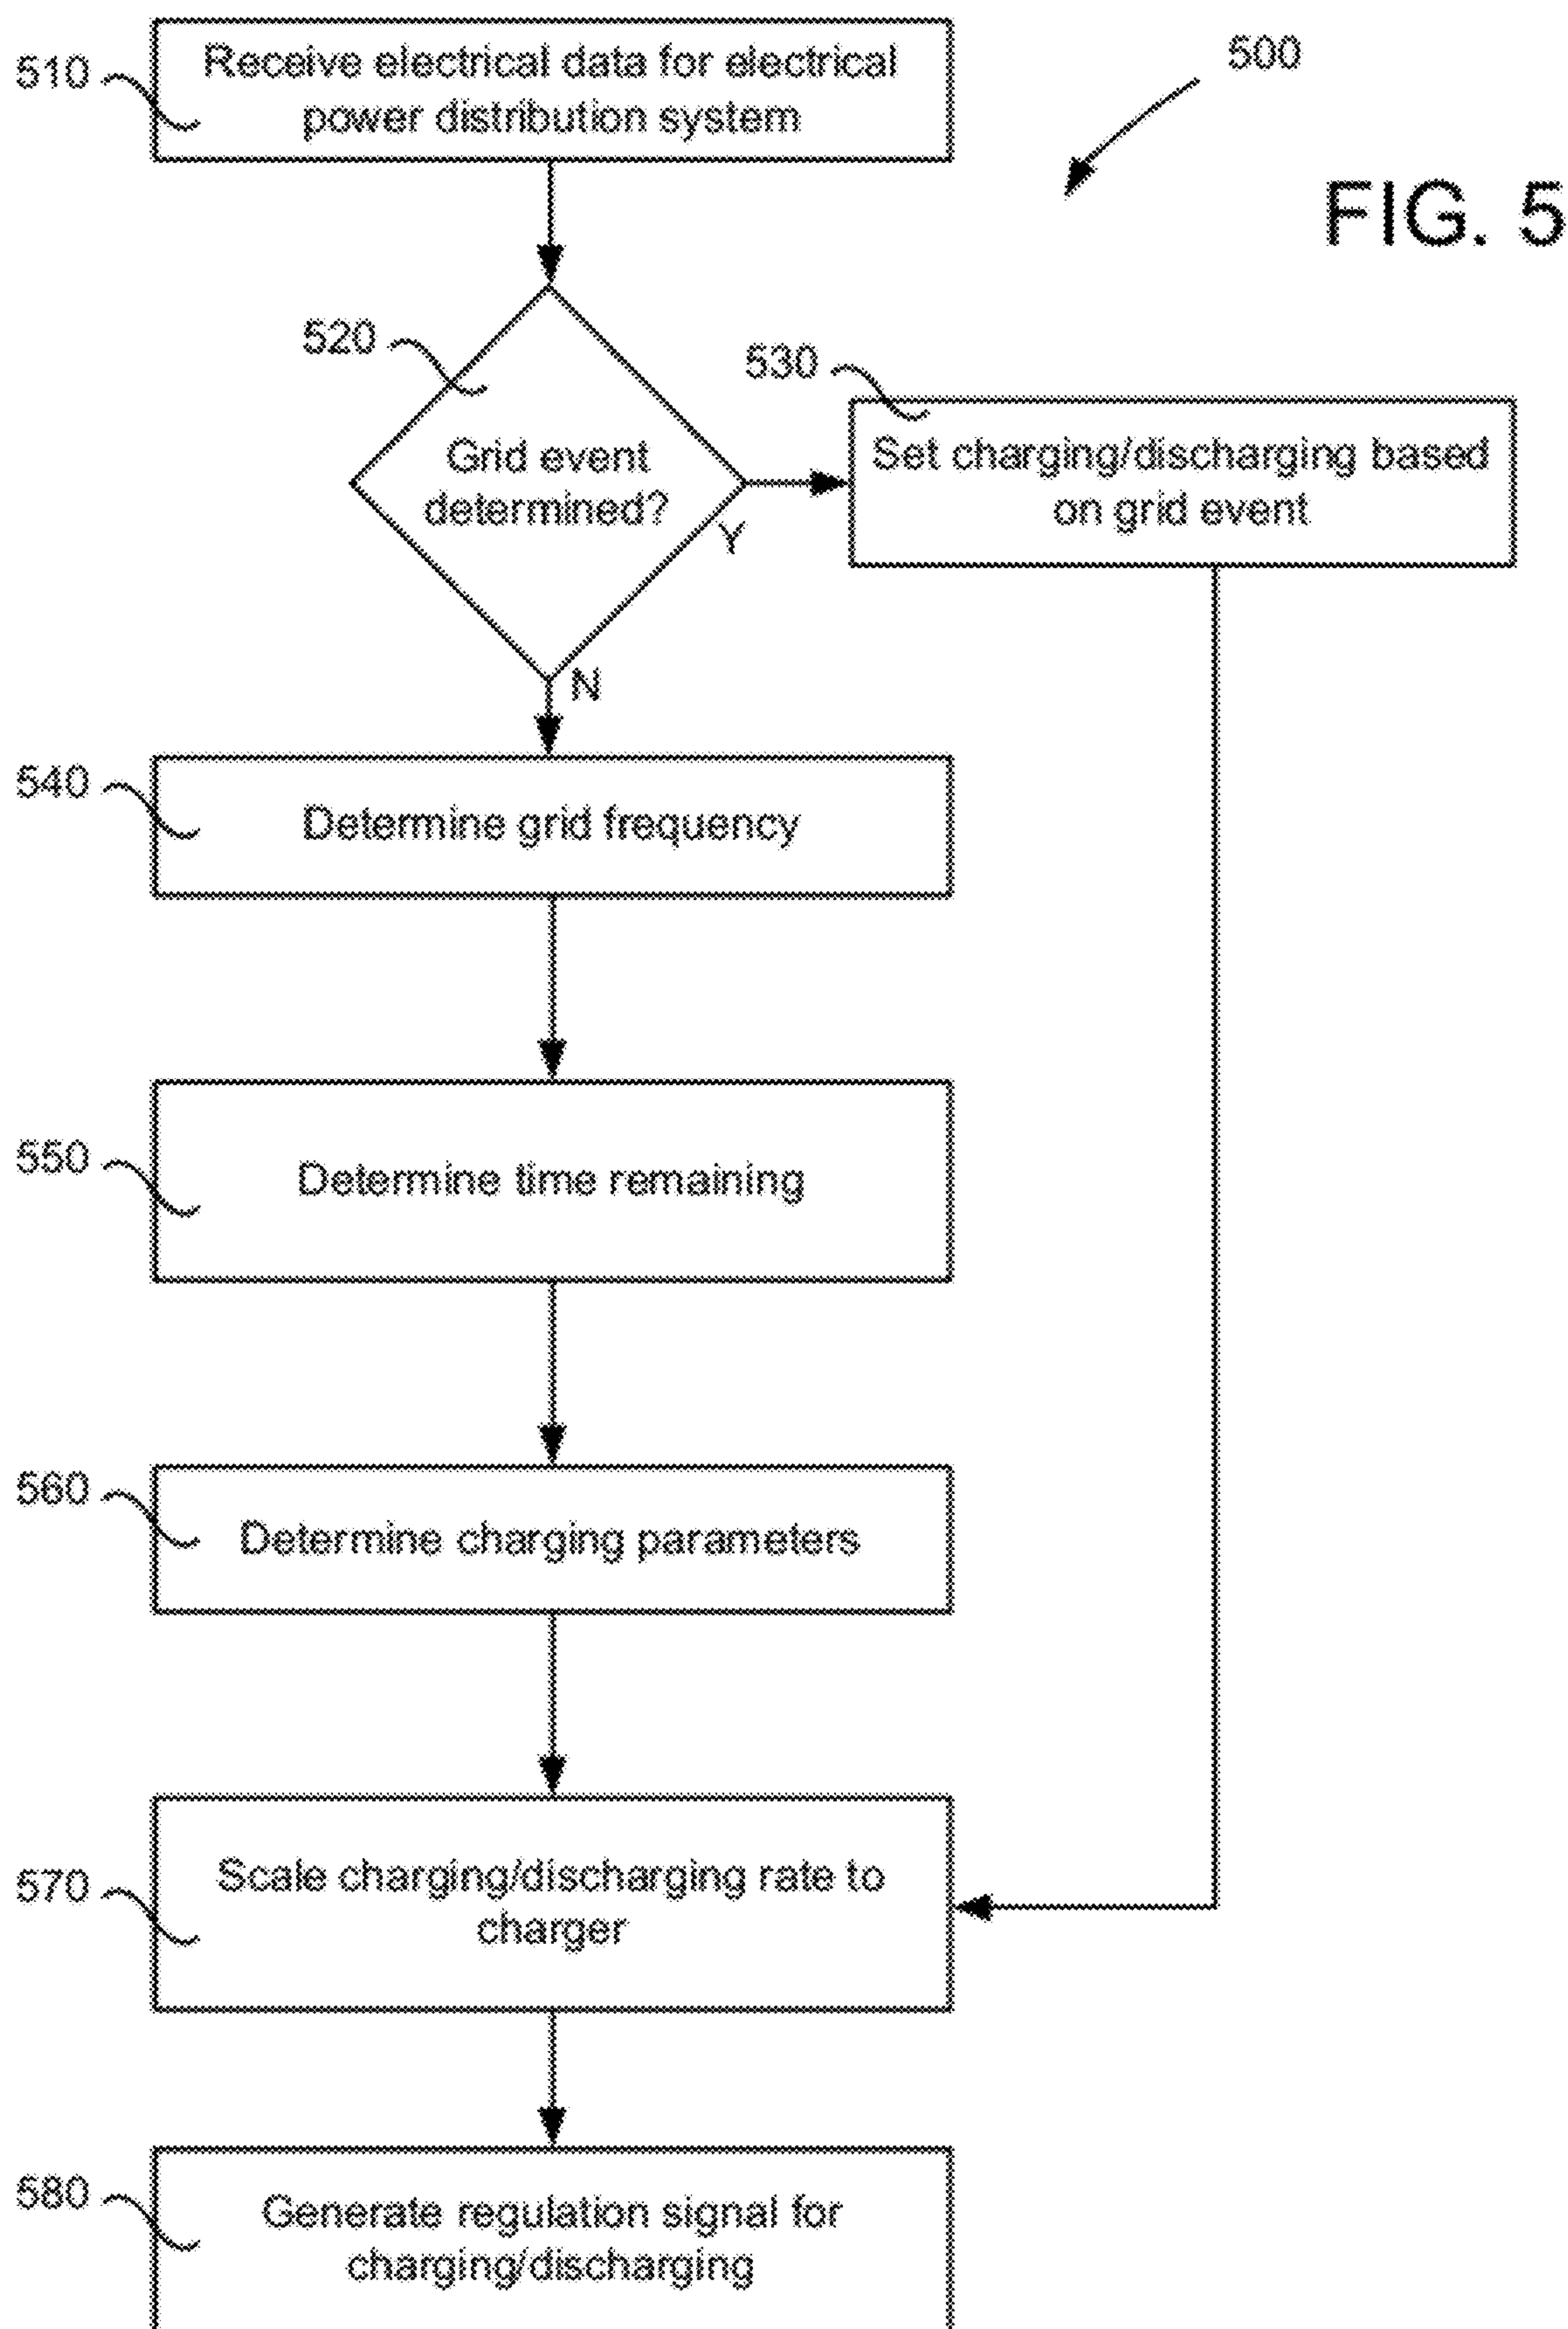 510
Receive electrical data for electrical
power distribution system
500
FIG. 5
520
Grid event
determined?
Y
N
530
Set charging/discharging based
on grid event
540
Determine grid frequency
550
Determine time remaining
560
Determine charging parameters
570
Scale charging/discharging rate to
charger
580
Generate regulation signal for
charging/discharging